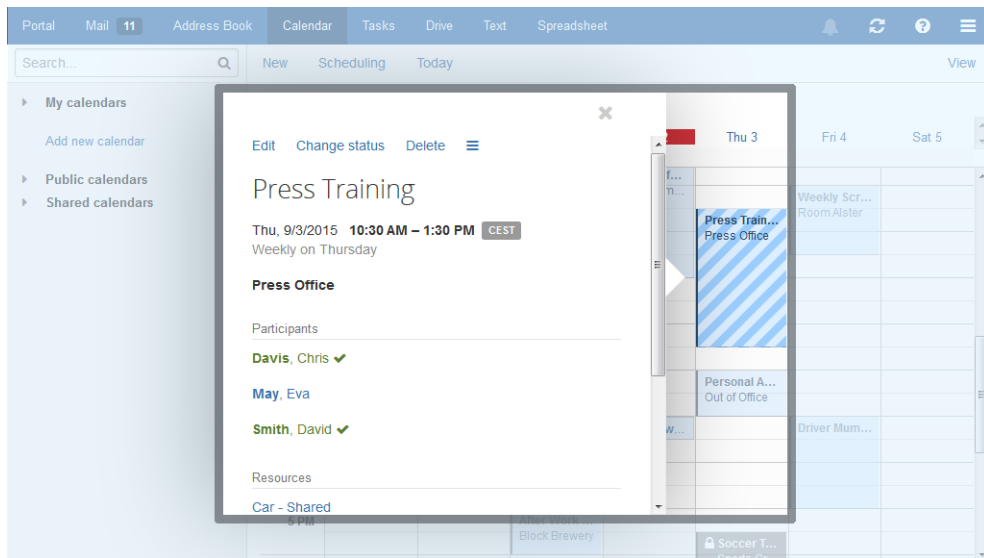 Portal Mail 11 Address Book Calendar Tasks Drive Text Spreadsheet
Search... New Scheduling Today View
My calendars
Add new calendar
Public calendars
Shared calendars
Edit Change status Delete
Press Training
Thu, 9/3/2015 10:30 AM – 1:30 PM CEST
Weekly on Thursday
Press Office
Participants
Davis, Chris
May, Eva
Smith, David
Resources
Car - Shared
5 PM
After Work ...
Block Brewery
Thu 3 Fri 4 Sat 5
Press Train...
Press Office
Personal A...
Out of Office
Soccer T...
Weekly Scr...
Room Alster
Driver Mum...